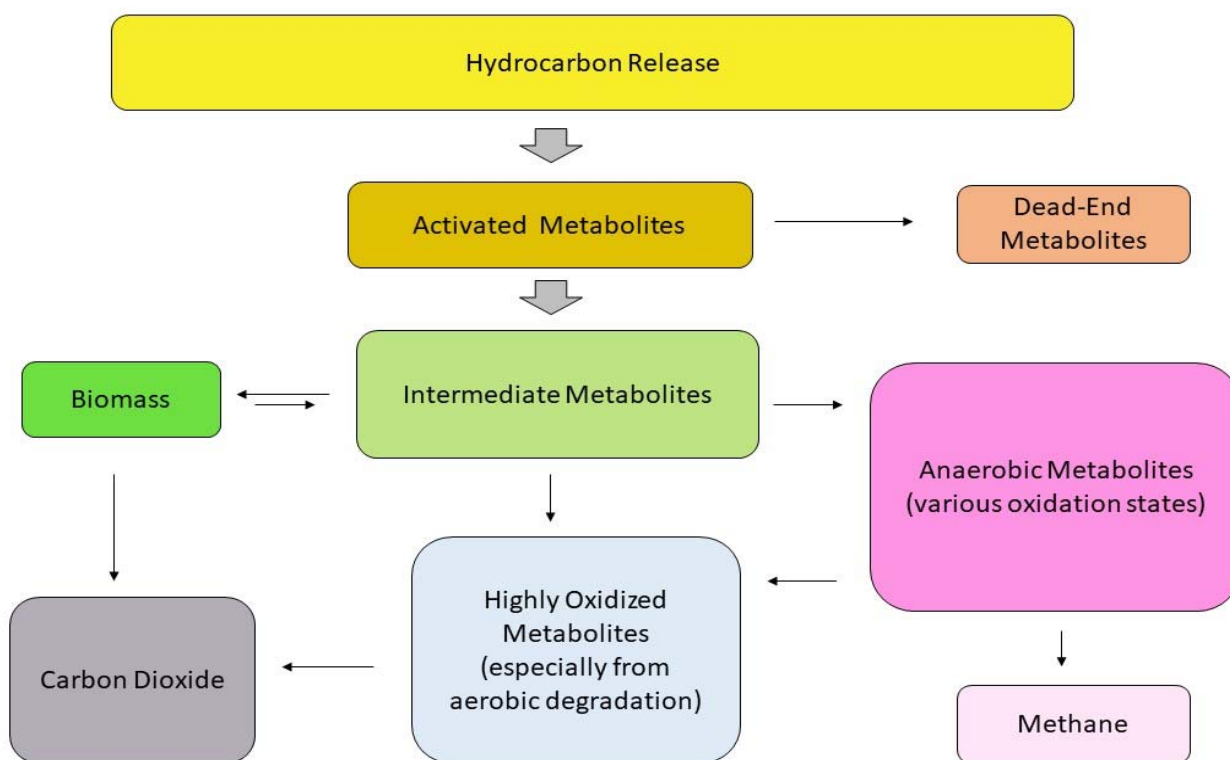 Hydrocarbon Release
Activated Metabolites
Dead-End
Metabolites
Biomass
Intermediate Metabolites
Anaerobic Metabolites
(various oxidation states)
Highly Oxidized
Metabolites
(especially from
aerobic degradation)
Carbon Dioxide
Methane